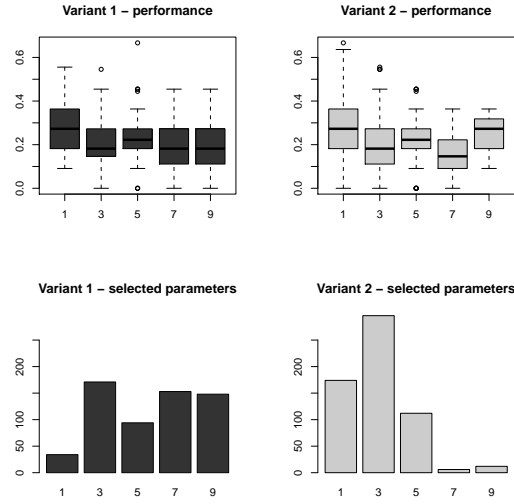 Variant 1 − performance
0.0 0.2 0.4 0.6
1 3 5 7 9
Variant 2 − performance
0.0 0.2 0.4 0.6
1 3 5 7 9
Variant 1 − selected parameters
0 50 100 200
1 3 5 7 9
Variant 2 − selected parameters
0 50 100 200
1 3 5 7 9